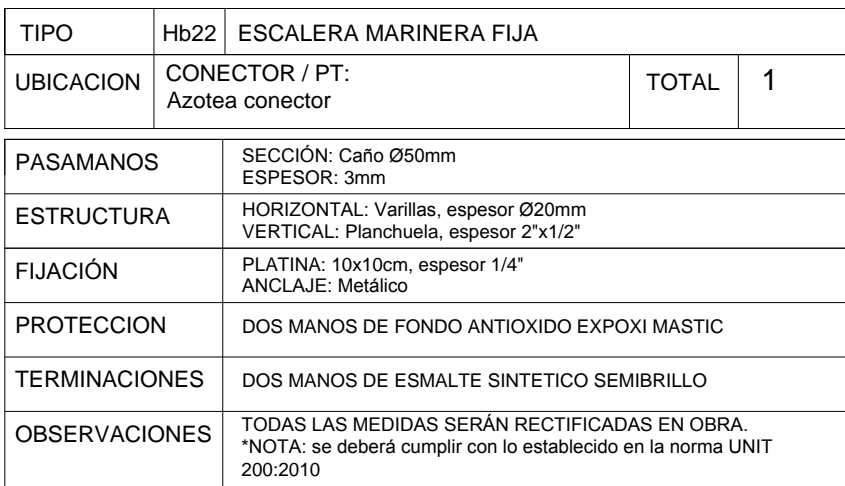 TIPO Hb22 ESCALERA MARINERA FIJA
UBICACION CONECTOR / PT:
Azotea conector
TOTAL 1
PASAMANOS SECCIÓN: Caño Ø50mm
ESPESOR: 3mm
ESTRUCTURA HORIZONTAL: Varillas, espesor Ø20mm
VERTICAL: Planchuela, espesor 2"x1/2"
FIJACIÓN PLATINA: 10x10cm, espesor 1/4"
ANCLAJE: Metálico
PROTECCION DOS MANOS DE FONDO ANTIOXIDO EXPOXI MASTIC
TERMINACIONES DOS MANOS DE ESMALTE SINTETICO SEMIBRILLO
OBSERVACIONES TODAS LAS MEDIDAS SERÁN RECTIFICADAS EN OBRA.
*NOTA: se deberá cumplir con lo establecido en la norma UNIT
200:2010